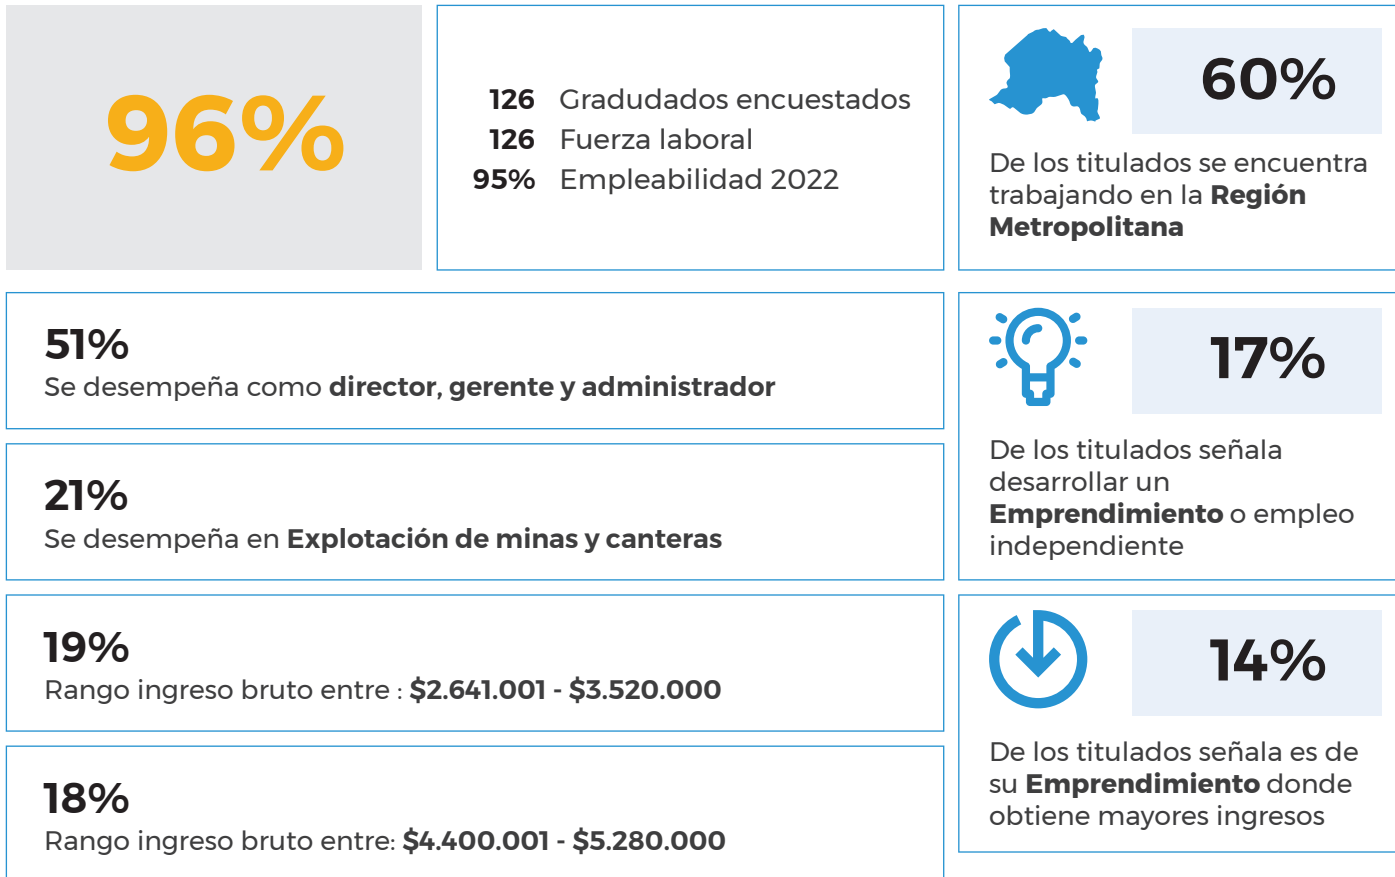 96%
126 Gradudados encuestados
126 Fuerza laboral
95% Empleabilidad 2022
60%
De los titulados se encuentra
trabajando en la Región
Metropolitana
51%
Se desempeña como director, gerente y administrador
21%
Se desempeña en Explotación de minas y canteras
19%
Rango ingreso bruto entre : $2.641.001 - $3.520.000
18%
Rango ingreso bruto entre: $4.400.001 - $5.280.000
17%
De los titulados señala
desarrollar un
Emprendimiento o empleo
independiente
14%
De los titulados señala es de
su Emprendimiento donde
obtiene mayores ingresos